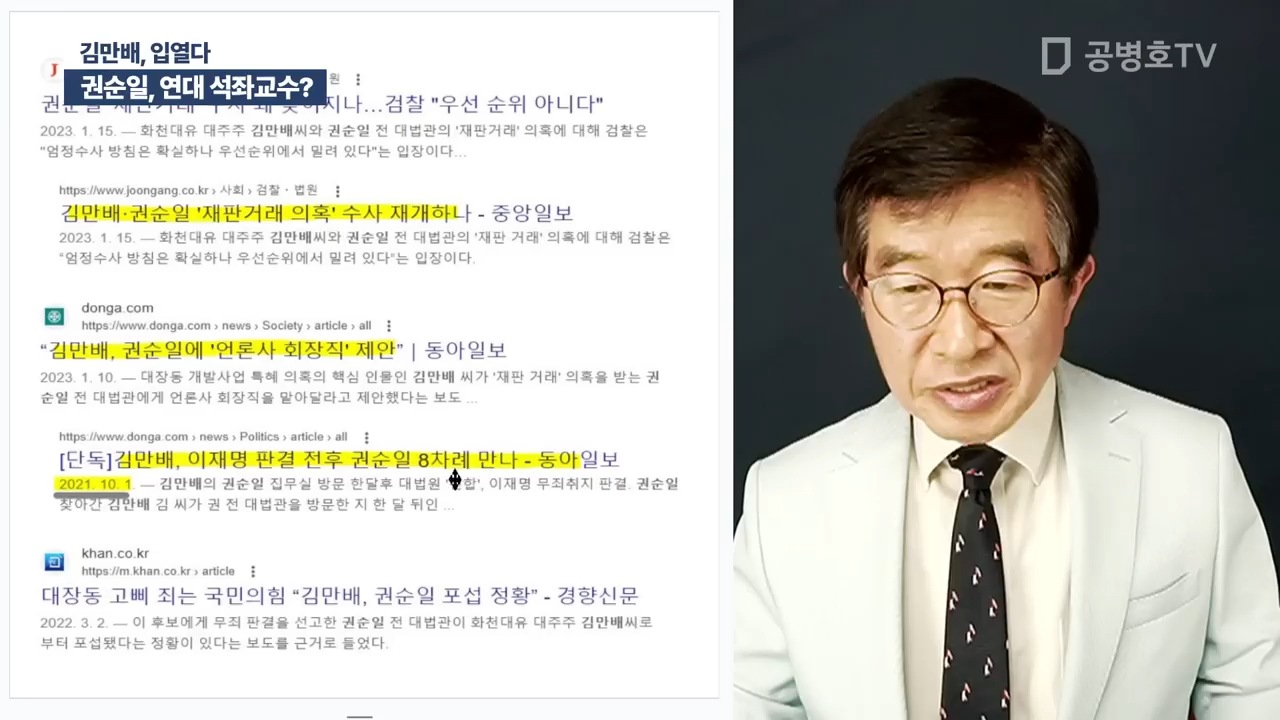 김만배, 입열다
권순일, 연대 석좌교수?
공병호TV
J
원
권순일 '재판거래' 수사 왜 늦어지나...검찰 "우선 순위 아니다"
2023. 1. 15. — 화천대유 대주주 김만배씨와 권순일 전 대법관의 '재판거래' 의혹에 대해 검찰은
"엄정수사 방침은 확실하나 우선순위에서 밀려 있다"는 입장이다...
https://www.joongang.co.kr › 사회 › 검찰 · 법원
김만배·권순일 '재판거래 의혹' 수사 재개하나 - 중앙일보
2023. 1. 15. — 화천대유 대주주 김만배씨와 권순일 전 대법관의 '재판 거래' 의혹에 대해 검찰은
"엄정수사 방침은 확실하나 우선순위에서 밀려 있다"는 입장이다.
donga.com
https://www.donga.com › news › Society › article › all
“김만배, 권순일에 '언론사 회장직' 제안” | 동아일보
2023. 1. 10. — 대장동 개발사업 특혜 의혹의 핵심 인물인 김만배 씨가 '재판 거래' 의혹을 받는 권
순일 전 대법관에게 언론사 회장직을 맡아달라고 제안했다는 보도 ...
https://www.donga.com › news › Politics › article › all
[단독]김만배, 이재명 판결 전후 권순일 8차례 만나 - 동아일보
2021. 10. 1. — 김만배의 권순일 집무실 방문 한달후 대법원 합', 이재명 무죄취지 판결. 권순일
찾아간 김만배 김 씨가 권 전 대법관을 방문한 지 한 달 뒤인 ...
khan.co.kr
https://m.khan.co.kr › article
대장동 고삐 죄는 국민의힘 “김만배, 권순일 포섭 정황” - 경향신문
2022. 3. 2. — 이 후보에게 무죄 판결을 선고한 권순일 전 대법관이 화천대유 대주주 김만배씨로
부터 포섭됐다는 정황이 있다는 보도를 근거로 들었다.